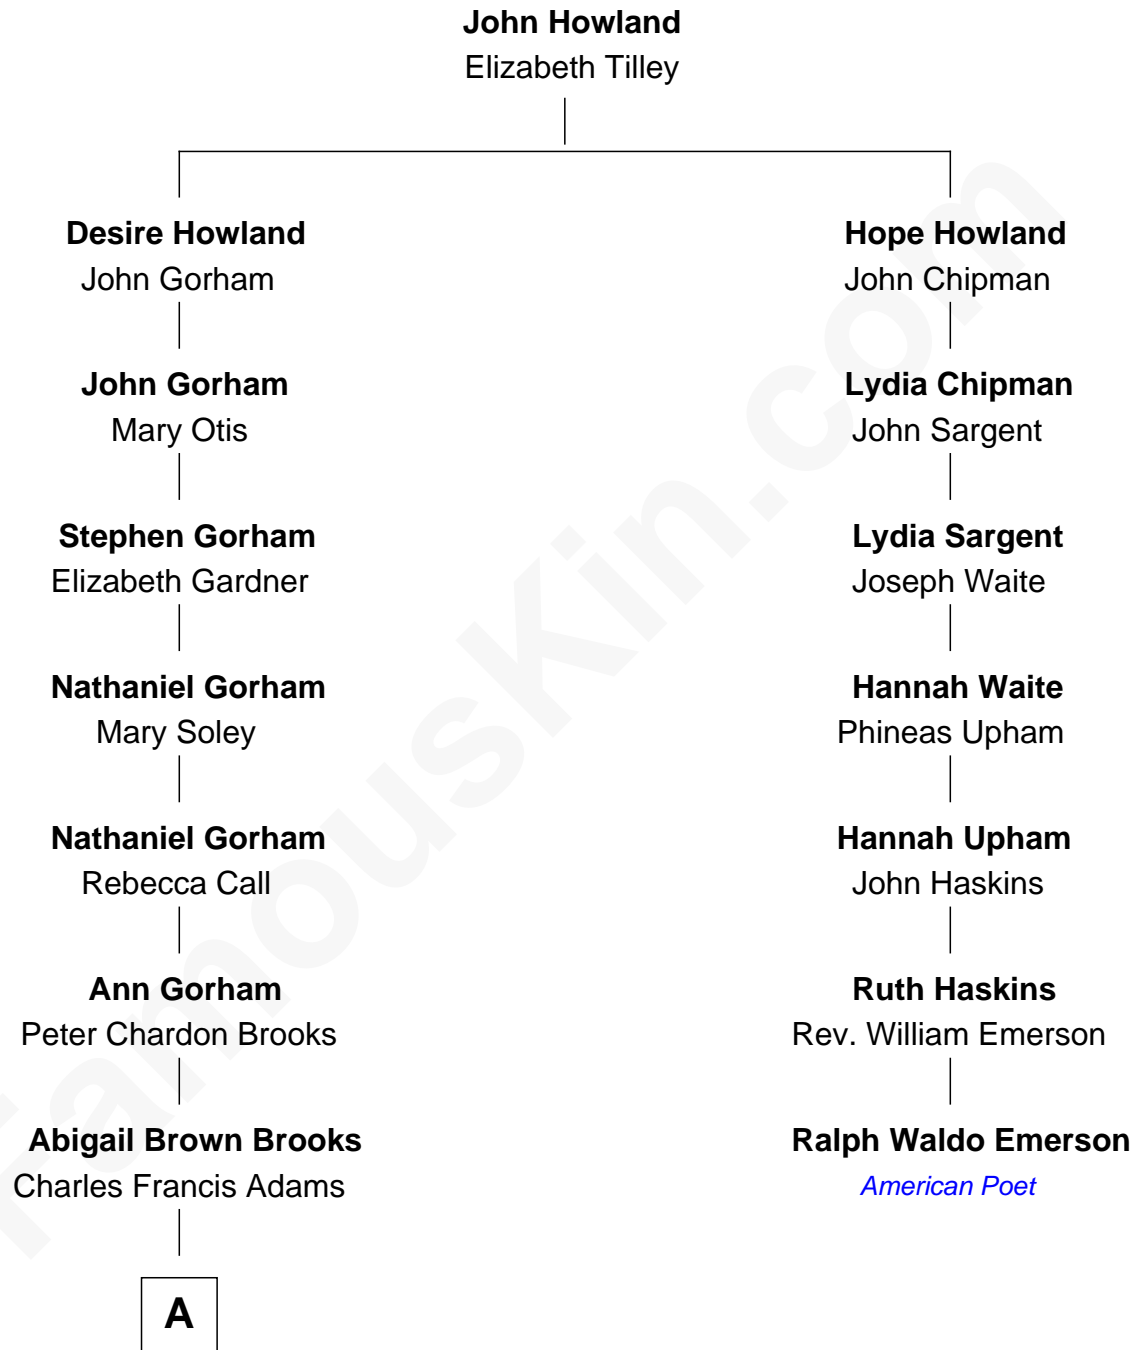 John Howland
Elizabeth Tilley
Desire Howland
John Gorham
Hope Howland
John Chipman
John Gorham
Mary Otis
Lydia Chipman
John Sargent
Stephen Gorham
Elizabeth Gardner
Lydia Sargent
Joseph Waite
Nathaniel Gorham
Mary Soley
Hannah Waite
Phineas Upham
Nathaniel Gorham
Rebecca Call
Hannah Upham
John Haskins
Ann Gorham
Peter Chardon Brooks
Ruth Haskins
Rev. William Emerson
Abigail Brown Brooks
Charles Francis Adams
Ralph Waldo Emerson
American Poet
A
FamousKin.com